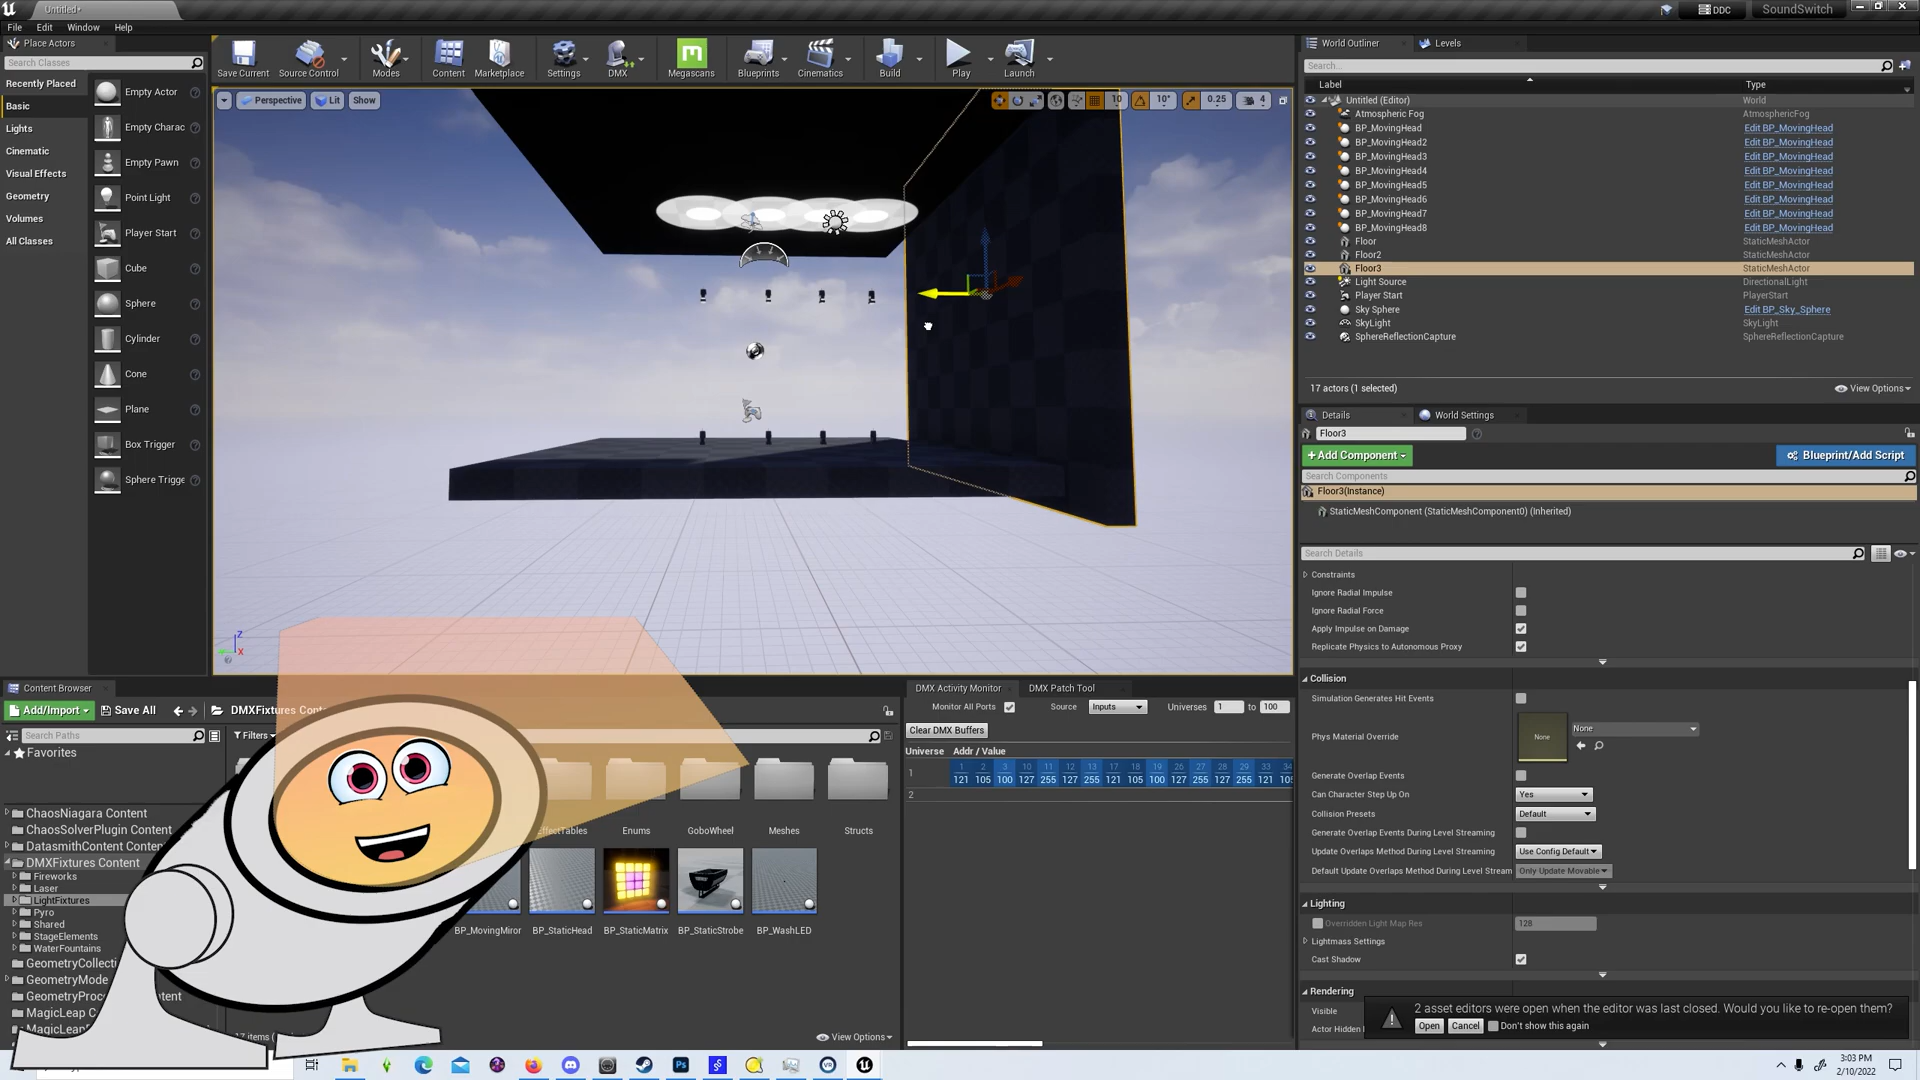 Untitled•
DDC
SoundSwitch
File Edit Window Help
Place Actors
Search Classes
Recently Placed
Basic
Lights
Cinematic
Visual Effects
Geometry
Volumes
All Classes
Empty Actor
Empty Charac
Empty Pawn
Point Light
Player Start
Cube
Sphere
Cylinder
Cone
Plane
Box Trigger
Sphere Trigge
Save Current
Source Control
Modes
Content
Marketplace
Settings
DMX
Megascans
Blueprints
Cinematics
Build
Play
Launch
Perspective
Lit
Show
10
10°
0.25
4
World Outliner
Levels
Search...
Label Type
Untitled (Editor) World
Atmospheric Fog AtmosphericFog
BP_MovingHead Edit BP_MovingHead
BP_MovingHead2 Edit BP_MovingHead
BP_MovingHead3 Edit BP_MovingHead
BP_MovingHead4 Edit BP_MovingHead
BP_MovingHead5 Edit BP_MovingHead
BP_MovingHead6 Edit BP_MovingHead
BP_MovingHead7 Edit BP_MovingHead
BP_MovingHead8 Edit BP_MovingHead
Floor StaticMeshActor
Floor2 StaticMeshActor
Floor3 StaticMeshActor
Light Source DirectionalLight
Player Start PlayerStart
Sky Sphere Edit BP_Sky_Sphere
SkyLight SkyLight
SphereReflectionCapture SphereReflectionCapture
17 actors (1 selected)
View Options
Details
World Settings
Floor3
+Add Component
Blueprint/Add Script
Search Components
Floor3(Instance)
StaticMeshComponent (StaticMeshComponent0) (Inherited)
Search Details
Constraints
Ignore Radial Impulse
Ignore Radial Force
Apply Impulse on Damage
Replicate Physics to Autonomous Proxy
Collision
Simulation Generates Hit Events
Phys Material Override None None
Generate Overlap Events
Can Character Step Up On Yes
Collision Presets Default
Generate Overlap Events During Level Streaming
Update Overlaps Method During Level Streaming Use Config Default
Default Update Overlaps Method During Level Stream Only Update Movable
Lighting
Overridden Light Map Res 128
Lightmass Settings
Cast Shadow
Rendering
Visible
Actor Hidden
2 asset editors were open when the editor was last closed. Would you like to re-open them?
Open Cancel Don't show this again
Z
X
Content Browser
Add/Import
Save All
DMXFixtures Conte
Search Paths
Filters
Favorites
ChaosNiagara Content
ChaosSolverPlugin Content
DatasmithContent Conten
DMXFixtures Content
Fireworks
Laser
LightFixtures
Pyro
Shared
StageElements
WaterFountains
GeometryCollecti
GeometryMode
GeometryProc
ntent
MagicLeap C
MagicLeap
EffectTables
Enums
GoboWheel
Meshes
Structs
BP_MovingMiror
BP_StaticHead
BP_StaticMatrix
BP_StaticStrobe
BP_WashLED
17 items
View Options
DMX Activity Monitor
DMX Patch Tool
Monitor All Ports Source Inputs Universes 1 to 100
Clear DMX Buffers
Universe Addr / Value
1 2 3 10 11 12 17 18 19 26 27 28 29 33 34
1 121 105 100 127 255 127 121 105 100 127 255 127 255 121 105
2
3:03 PM
2/10/2022